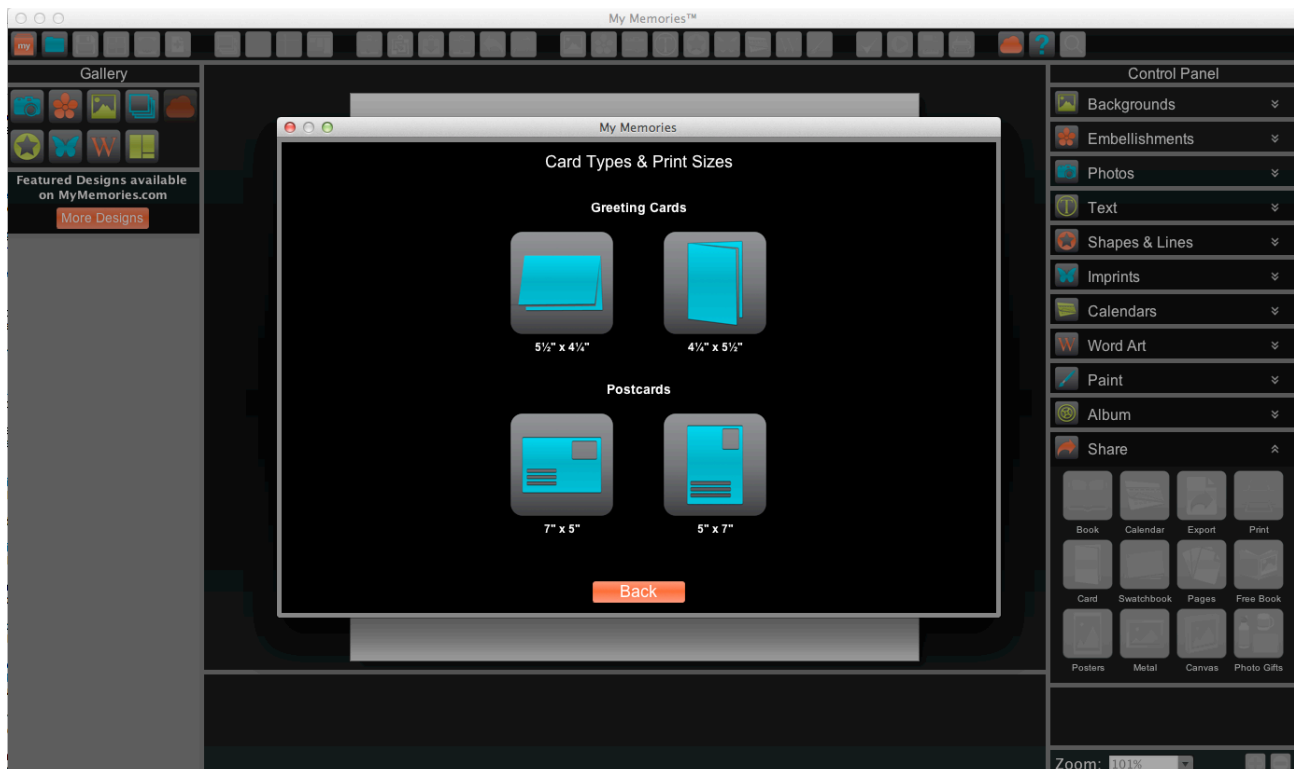 My Memories™
my
?
Gallery
W
Featured Designs available
on MyMemories.com
More Designs
My Memories
Card Types & Print Sizes
Greeting Cards
5½" x 4¼"
4¼" x 5½"
Postcards
7" x 5"
5" x 7"
Back
Control Panel
Backgrounds
Embellishments
Photos
T
Text
Shapes & Lines
Imprints
Calendars
W
Word Art
Paint
Album
Share
Book
Calendar
Export
Print
Card
Swatchbook
Pages
Free Book
Posters
Metal
Canvas
Photo Gifts
Zoom: 101%